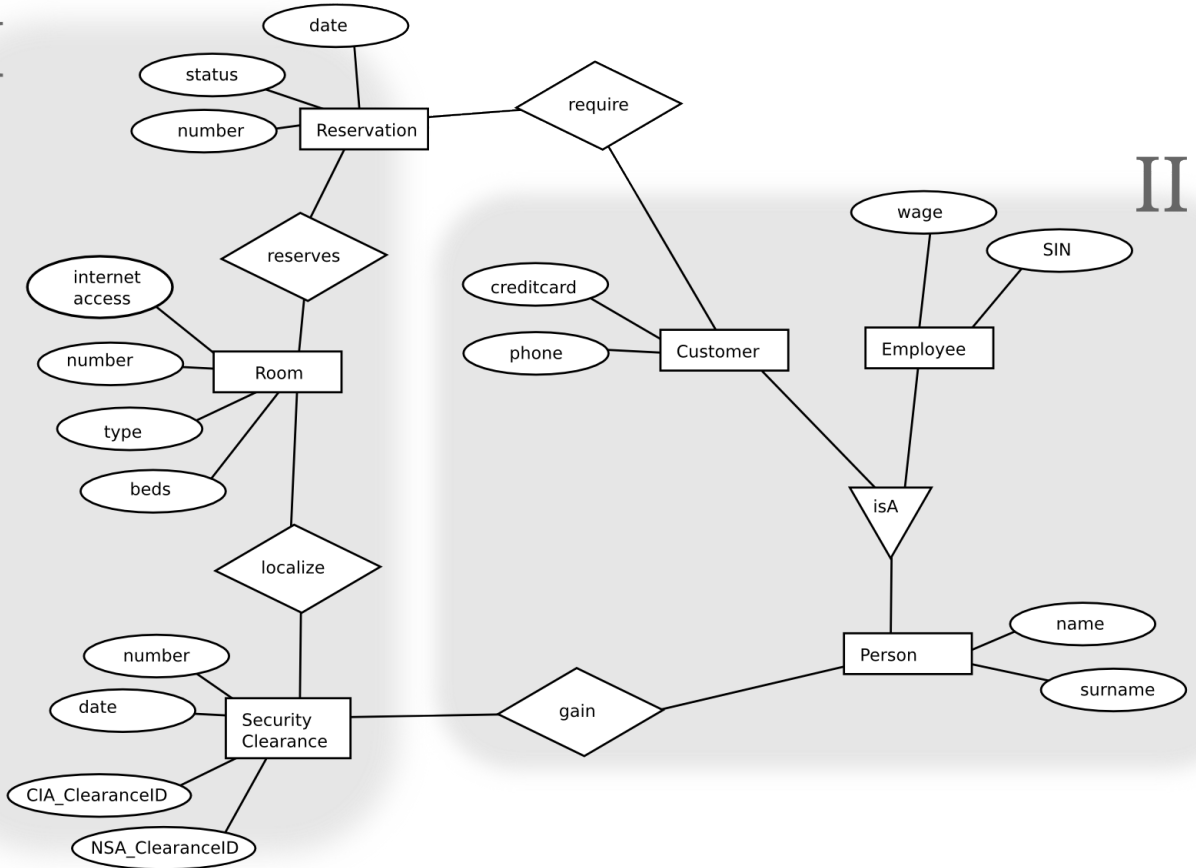 I
date
status
number
Reservation
require
II
reserves
wage
SIN
internet
access
number
Room
type
beds
creditcard
phone
Customer
Employee
isA
localize
number
date
Security
Clearance
CIA_ClearanceID
NSA_ClearanceID
gain
Person
name
surname